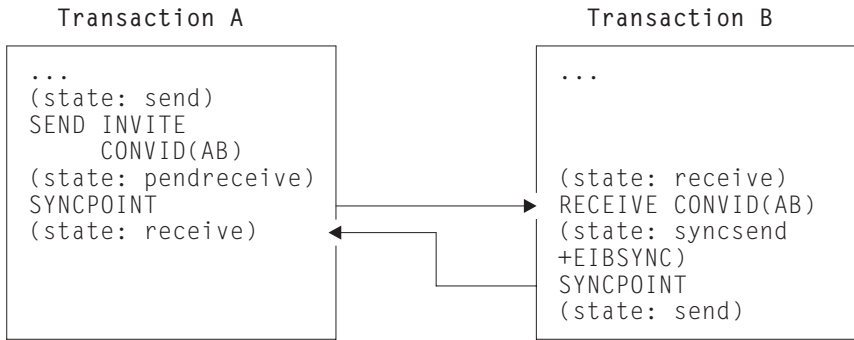 Transaction A
Transaction B
...
(state: send)
SEND INVITE
CONVID(AB)
(state: pendreceive)
SYNCPOINT
(state: receive)
...
(state: receive)
RECEIVE CONVID(AB)
(state: syncsend
+EIBSYNC)
SYNCPOINT
(state: send)